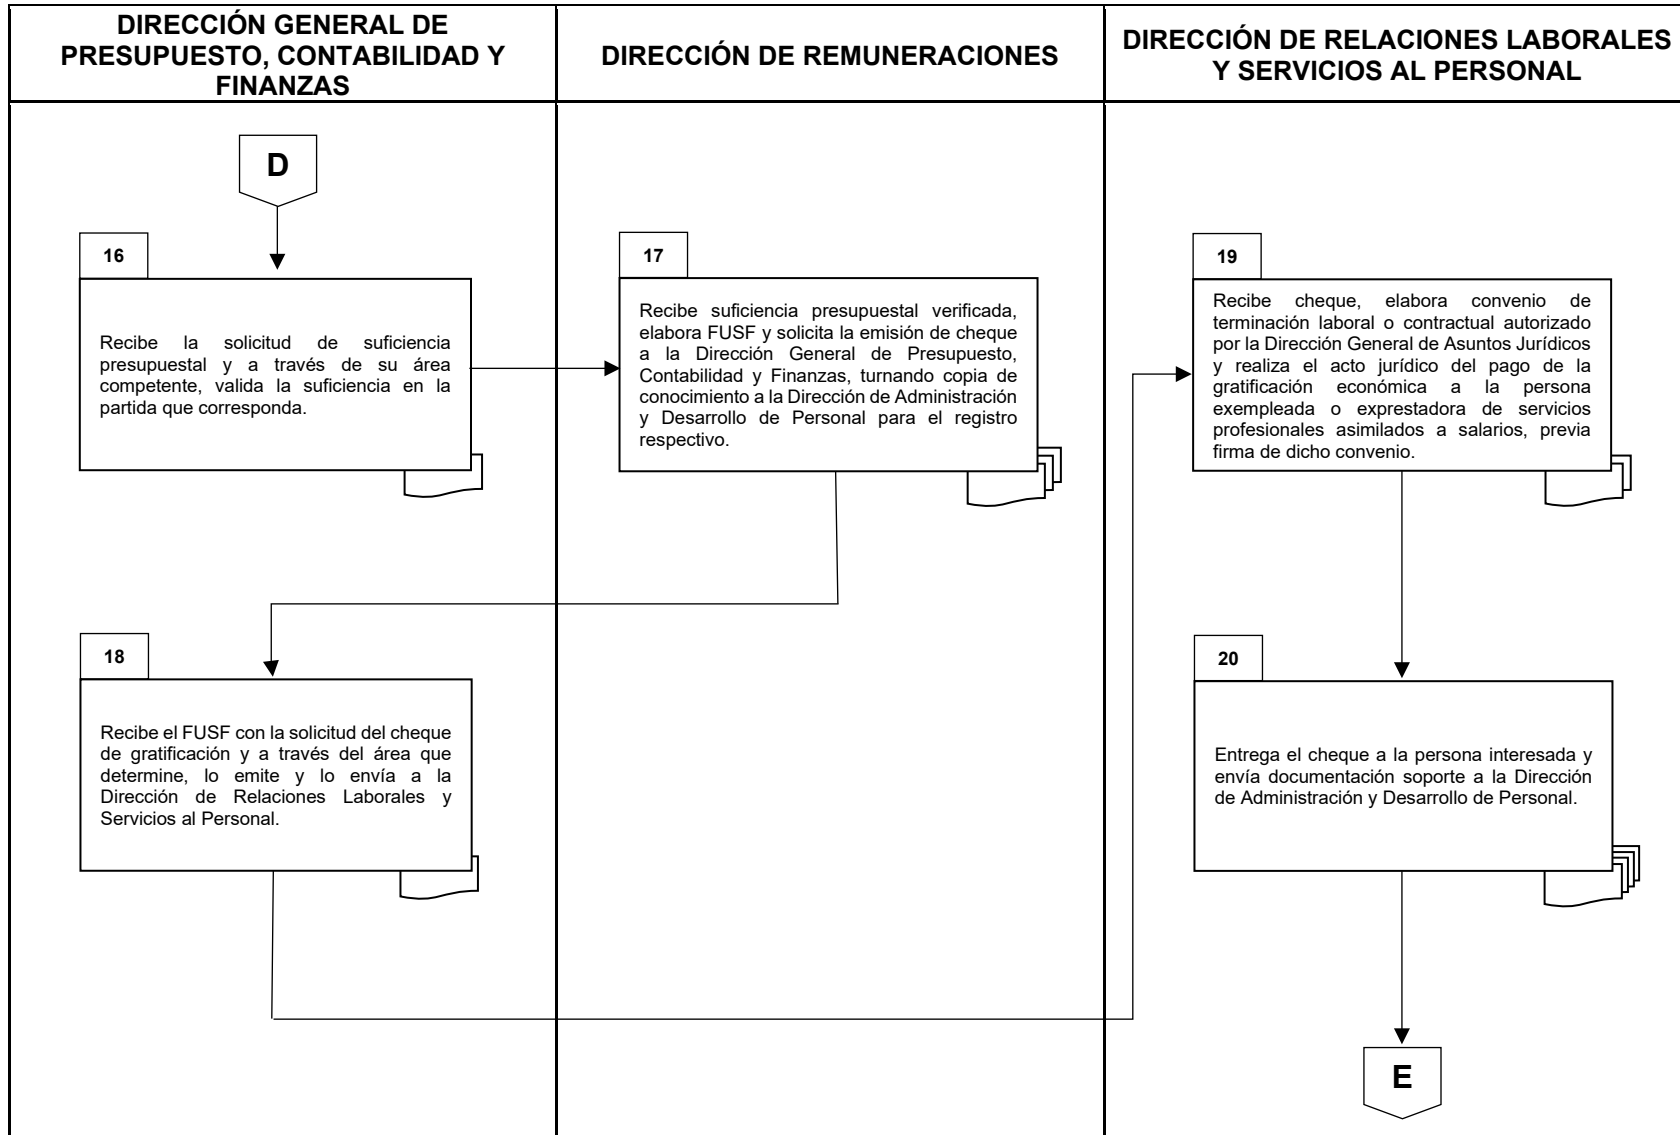 DIRECCIÓN GENERAL DE
PRESUPUESTO, CONTABILIDAD Y
FINANZAS
DIRECCIÓN DE REMUNERACIONES
DIRECCIÓN DE RELACIONES LABORALES
Y SERVICIOS AL PERSONAL
D
16
Recibe la solicitud de suficiencia
presupuestal y a través de su área
competente, valida la suficiencia en la
partida que corresponda.
17
Recibe suficiencia presupuestal verificada,
elabora FUSF y solicita la emisión de cheque
a la Dirección General de Presupuesto,
Contabilidad y Finanzas, turnando copia de
conocimiento a la Dirección de Administración
y Desarrollo de Personal para el registro
respectivo.
18
Recibe el FUSF con la solicitud del cheque
de gratificación y a través del área que
determine, lo emite y lo envía a la
Dirección de Relaciones Laborales y
Servicios al Personal.
19
Recibe cheque, elabora convenio de
terminación laboral o contractual autorizado
por la Dirección General de Asuntos Jurídicos
y realiza el acto jurídico del pago de la
gratificación económica a la persona
exempleada o exprestadora de servicios
profesionales asimilados a salarios, previa
firma de dicho convenio.
20
Entrega el cheque a la persona interesada y
envía documentación soporte a la Dirección
de Administración y Desarrollo de Personal.
E